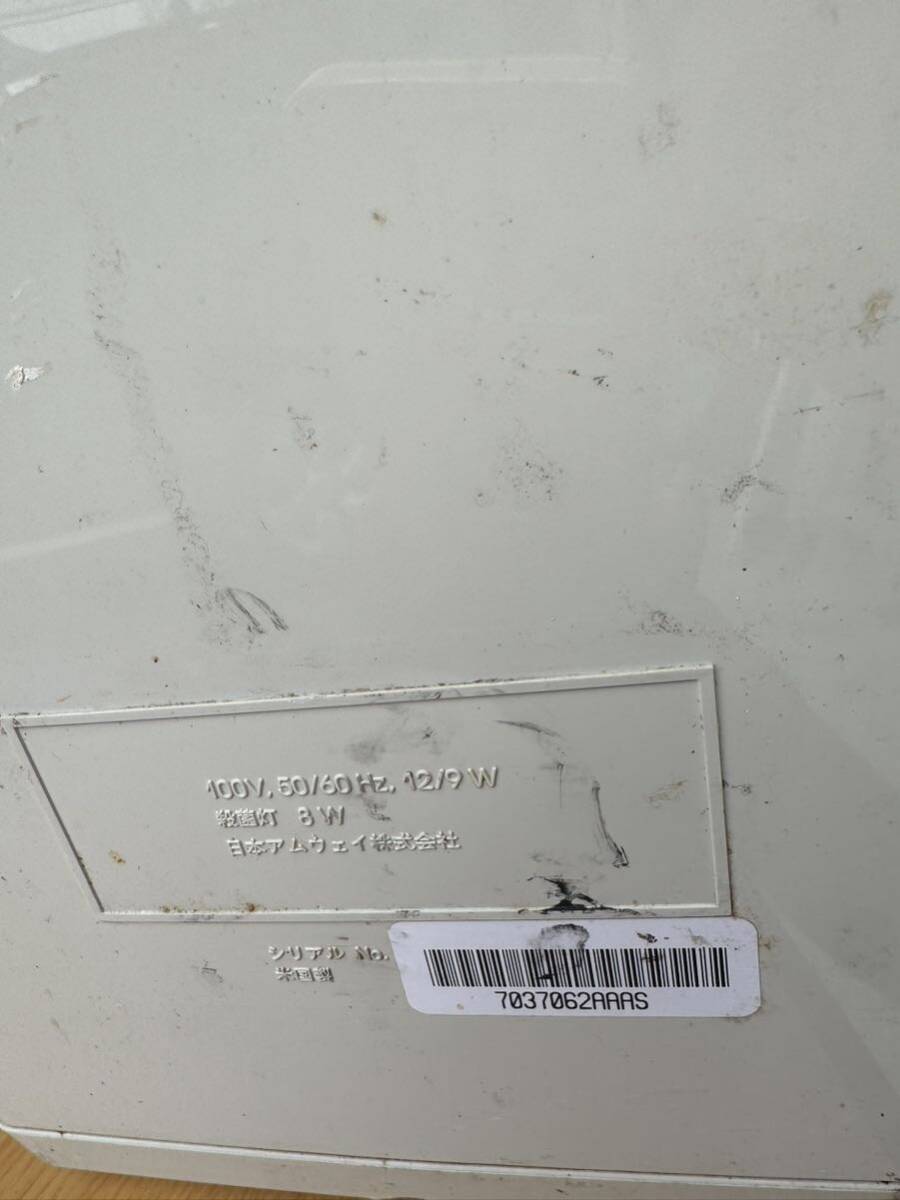 100V, 50/60 Hz, 12/9 W
殺菌灯 8 W
日本アムウェイ株式会社
シリアル No.
米国製
7037062AAAS